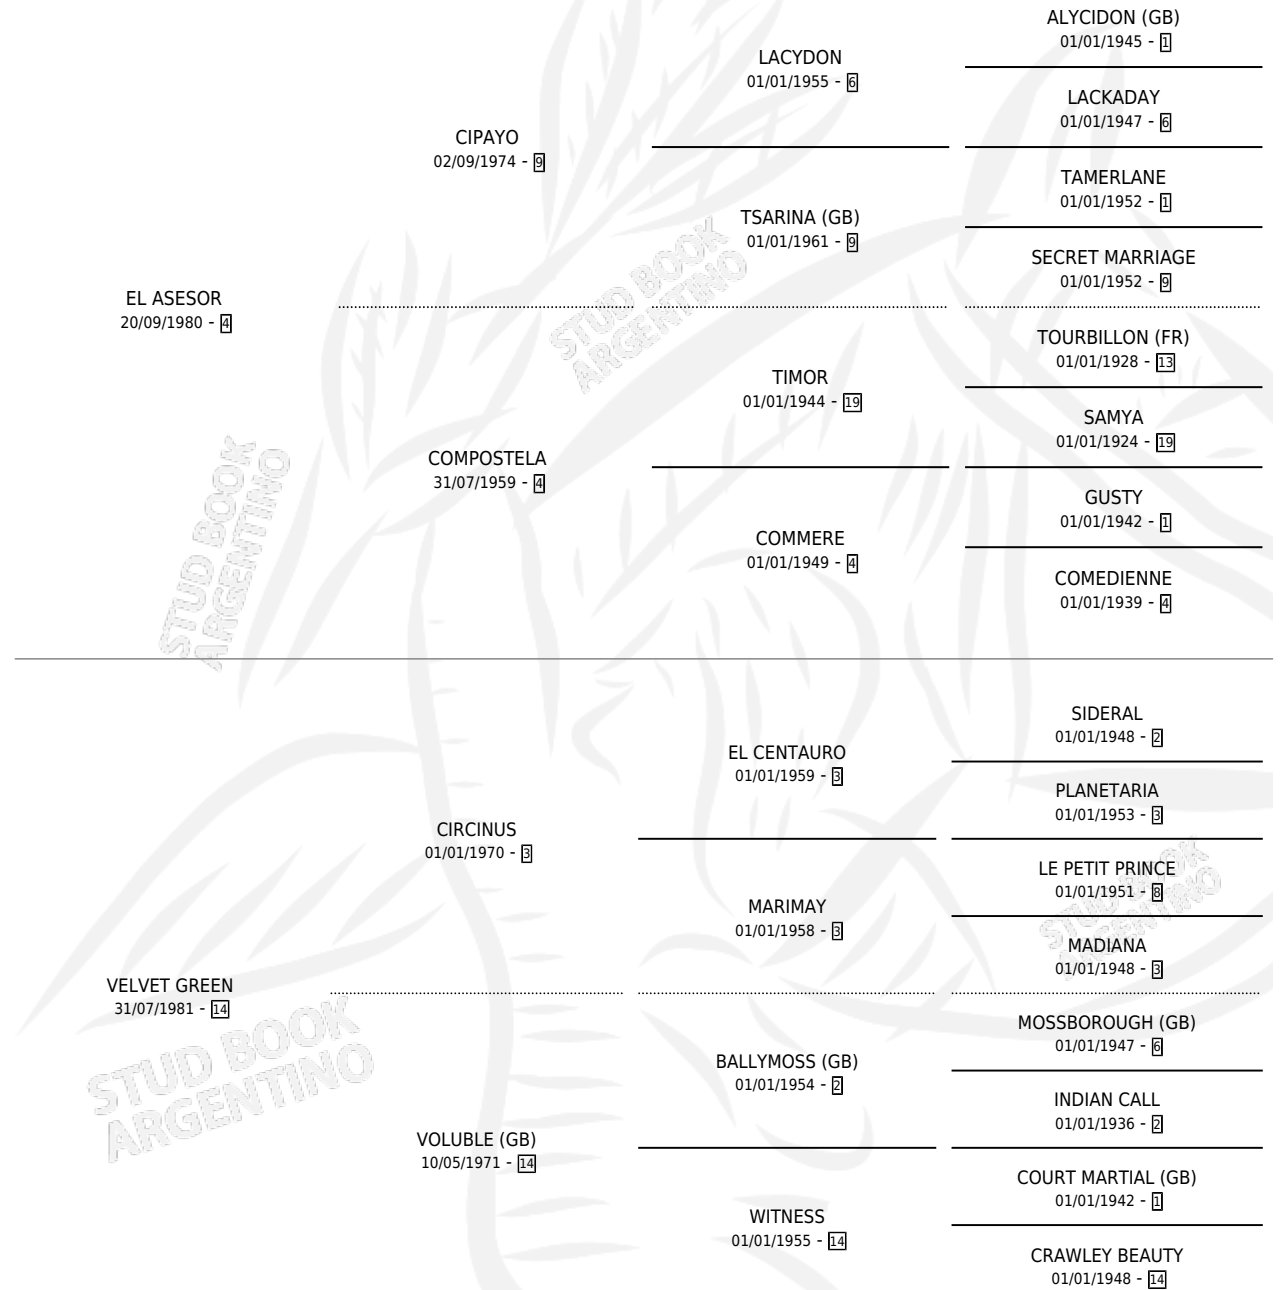 ALYCIDON (GB)
01/01/1945 - 1
LACYDON
01/01/1955 - 6
LACKADAY
01/01/1947 - 6
CIPAYO
02/09/1974 - 9
TAMERLANE
01/01/1952 - 1
TSARINA (GB)
01/01/1961 - 9
SECRET MARRIAGE
01/01/1952 - 9
EL ASESOR
20/09/1980 - 4
TOURBILLON (FR)
01/01/1928 - 13
TIMOR
01/01/1944 - 19
SAMYA
01/01/1924 - 19
COMPOSTELA
31/07/1959 - 4
GUSTY
01/01/1942 - 1
COMMERE
01/01/1949 - 4
COMEDIENNE
01/01/1939 - 4
SIDERAL
01/01/1948 - 2
EL CENTAURO
01/01/1959 - 3
PLANETARIA
01/01/1953 - 3
CIRCINUS
01/01/1970 - 3
LE PETIT PRINCE
01/01/1951 - 8
MARIMAY
01/01/1958 - 3
MADIANA
01/01/1948 - 3
VELVET GREEN
31/07/1981 - 14
MOSSBOROUGH (GB)
01/01/1947 - 6
BALLYMOSS (GB)
01/01/1954 - 2
INDIAN CALL
01/01/1936 - 2
VOLUBLE (GB)
10/05/1971 - 14
COURT MARTIAL (GB)
01/01/1942 - 1
WITNESS
01/01/1955 - 14
CRAWLEY BEAUTY
01/01/1948 - 14
STUD BOOK
ARGENTINO
STUD BOOK
ARGENTINO
STUD BOOK
ARGENTINO
STUD BOOK
ARGENTINO